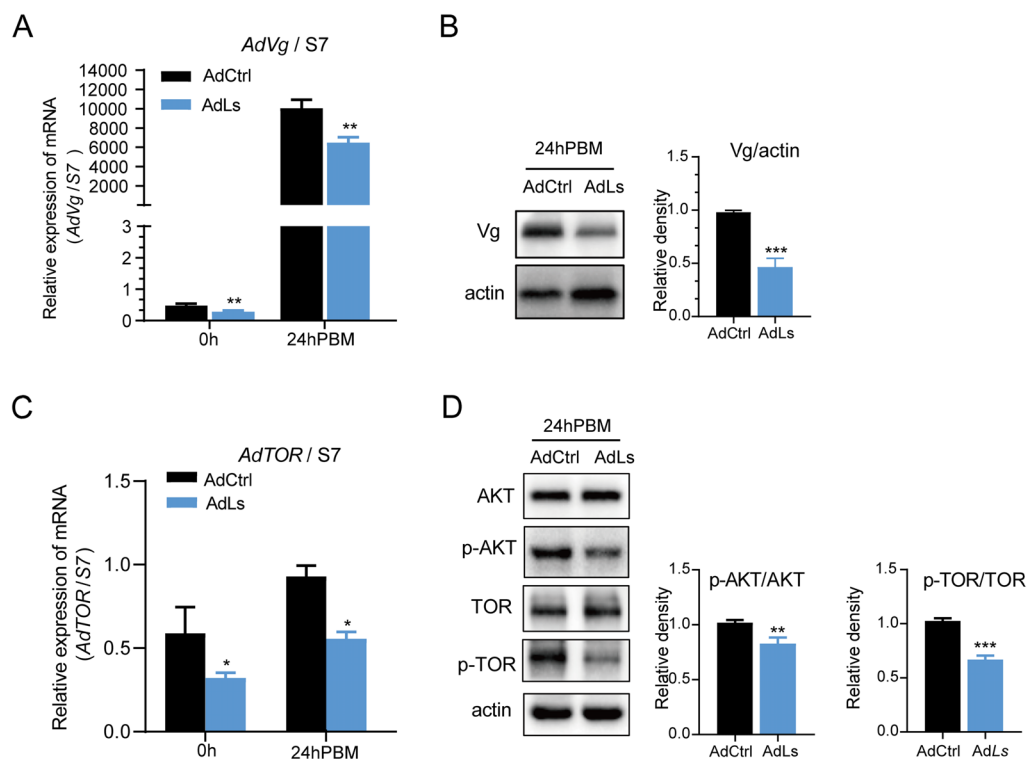 A
AdVg / S7
Relative expression of mRNA
(AdVg /S7)
14000
12000
10000
8000
6000
4000
2000
3
2
1
0
AdCtrl
AdLs
**
**
0h
24hPBM
B
24hPBM
AdCtrl AdLs
Vg
actin
Vg/actin
Relative density
1.5
1.0
0.5
0.0
***
AdCtrl AdLs
C
AdTOR / S7
Relative expression of mRNA
(AdTOR /S7)
1.5
1.0
0.5
0.0
AdCtrl
AdLs
*
*
0h
24hPBM
D
24hPBM
AdCtrl AdLs
AKT
p-AKT
TOR
p-TOR
actin
p-AKT/AKT
Relative density
1.5
1.0
0.5
0.0
**
AdCtrl AdLs
p-TOR/TOR
Relative density
1.5
1.0
0.5
0.0
***
AdCtrl AdLs